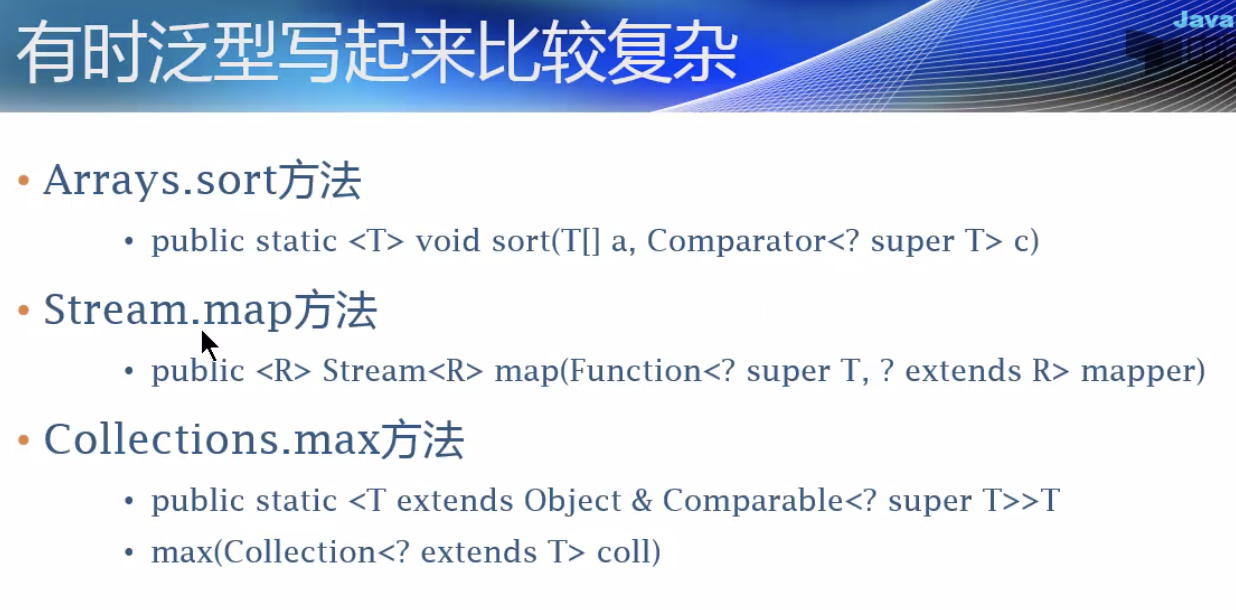 Java
有时泛型写起来比较复杂
• Arrays.sort方法
• public static <T> void sort(T[] a, Comparator<? super T> c)
• Stream.map方法
• public <R> Stream<R> map(Function<? super T, ? extends R> mapper)
• Collections.max方法
• public static <T extends Object & Comparable<? super T>>T
• max(Collection<? extends T> coll)